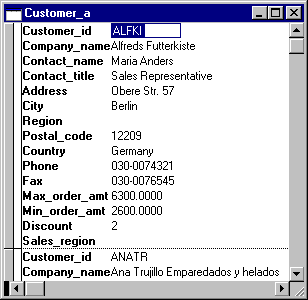 Customer_a
Customer_id ALFKI
Company_name Alfreds Futterkiste
Contact_name Maria Anders
Contact_title Sales Representative
Address Obere Str. 57
City Berlin
Region
Postal_code 12209
Country Germany
Phone 030-0074321
Fax 030-0076545
Max_order_amt 6300.0000
Min_order_amt 2600.0000
Discount 2
Sales_region
Customer_id ANATR
Company_name Ana Trujillo Emparedados y helados